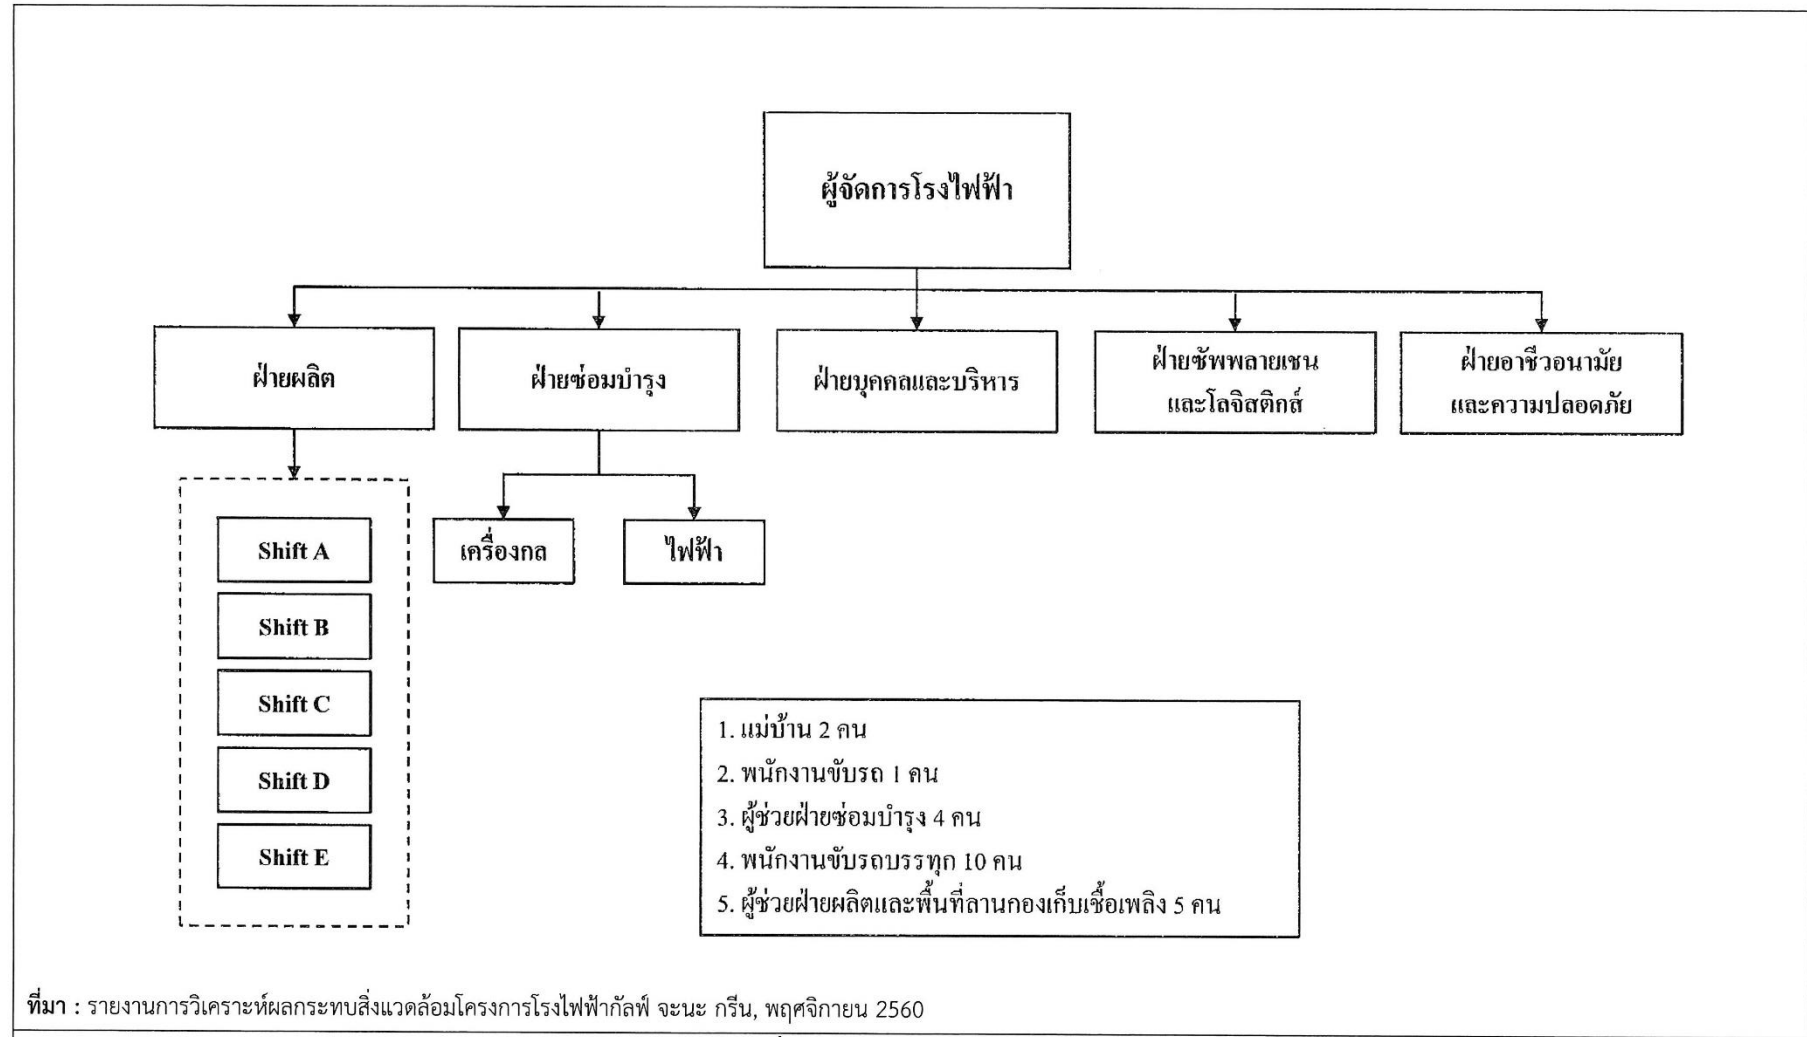 ผู้จัดการโรงไฟฟ้า
ฝ่ายผลิต
ฝ่ายซ่อมบำรุง
ฝ่ายบุคคลและบริหาร
ฝ่ายซัพพลายเชน
และโลจิสติกส์
ฝ่ายอาชีวอนามัย
และความปลอดภัย
Shift A
Shift B
Shift C
Shift D
Shift E
เครื่องกล
ไฟฟ้า
1. แม่บ้าน 2 คน
2. พนักงานขับรถ 1 คน
3. ผู้ช่วยฝ่ายซ่อมบำรุง 4 คน
4. พนักงานขับรถบรรทุก 10 คน
5. ผู้ช่วยฝ่ายผลิตและพื้นที่ลานกองเก็บเชื้อเพลิง 5 คน
ที่มา : รายงานการวิเคราะห์ผลกระทบสิ่งแวดล้อมโครงการโรงไฟฟ้ากัลฟ์ จะนะ กรีน, พฤศจิกายน 2560